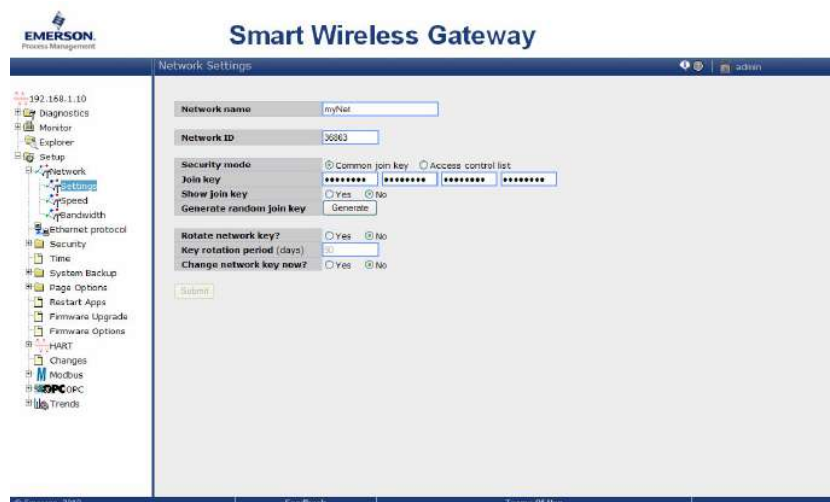 EMERSON.
Process Management
Smart Wireless Gateway
Network Settings
admin
192.168.1.10
Diagnostics
Monitor
Explorer
Setup
Network
Settings
Speed
Bandwidth
Ethernet protocol
Security
Time
System Backup
Page Options
Restart Apps
Firmware Upgrade
Firmware Options
HART
Changes
Modbus
OPC OPC
Trends
Network name myNet
Network ID 36863
Security mode Common join key Access control list
Join key
Show join key Yes No
Generate random join key Generate
Rotate network key? Yes No
Key rotation period (days)
Change network key now? Yes No
Submit